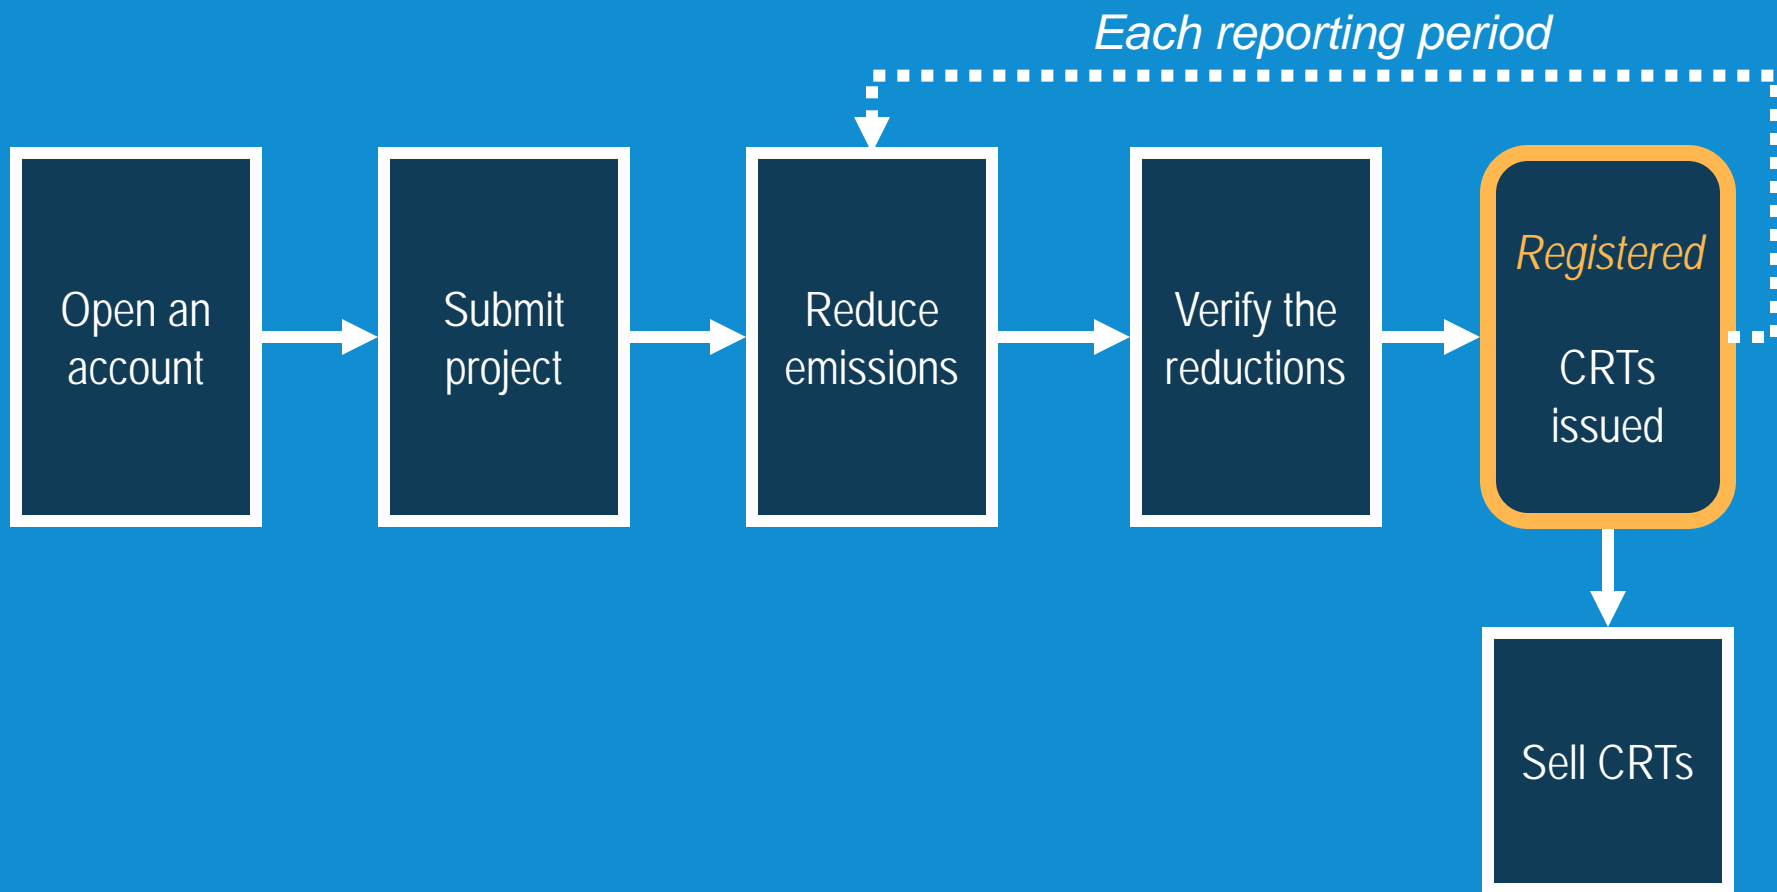 Each reporting period
Open an
account
Submit
project
Reduce
emissions
Verify the
reductions
Registered
CRTs
issued
Sell CRTs